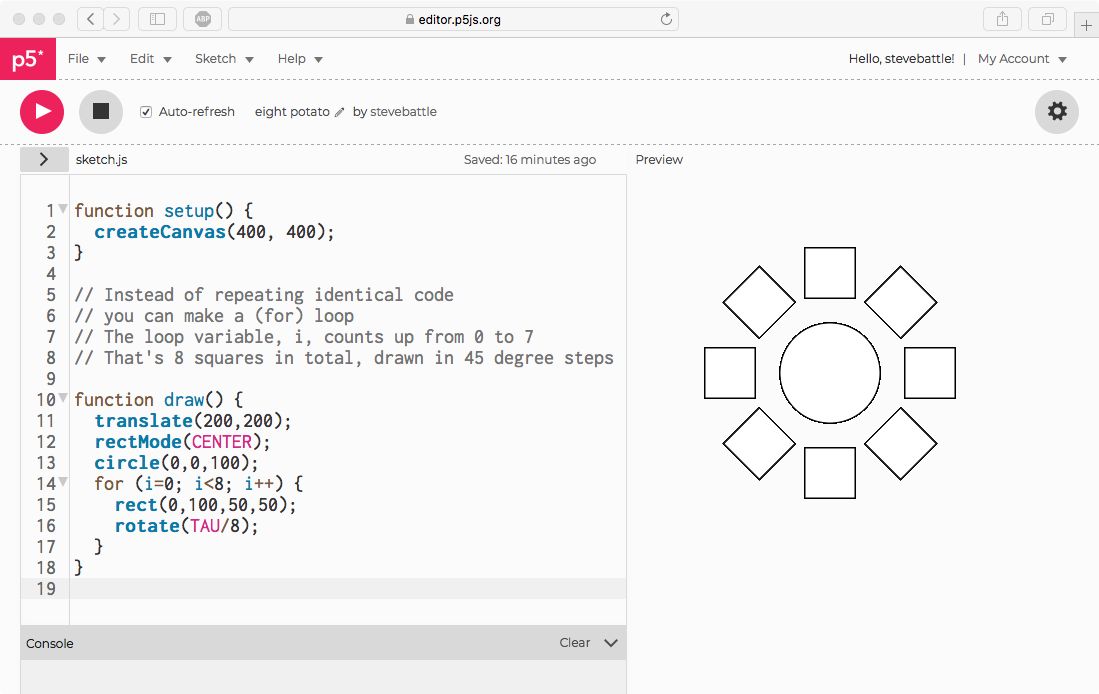 editor.p5js.org
ABP
p5*
File Edit Sketch Help Hello, stevebattle! | My Account
Auto-refresh eight potato by stevebattle
sketch.js Saved: 16 minutes ago Preview
1 function setup() {
2   createCanvas(400, 400);
3 }
4
5 // Instead of repeating identical code
6 // you can make a (for) loop
7 // The loop variable, i, counts up from 0 to 7
8 // That's 8 squares in total, drawn in 45 degree steps
9
10 function draw() {
11   translate(200,200);
12   rectMode(CENTER);
13   circle(0,0,100);
14   for (i=0; i<8; i++) {
15     rect(0,100,50,50);
16     rotate(TAU/8);
17   }
18 }
19
Console Clear